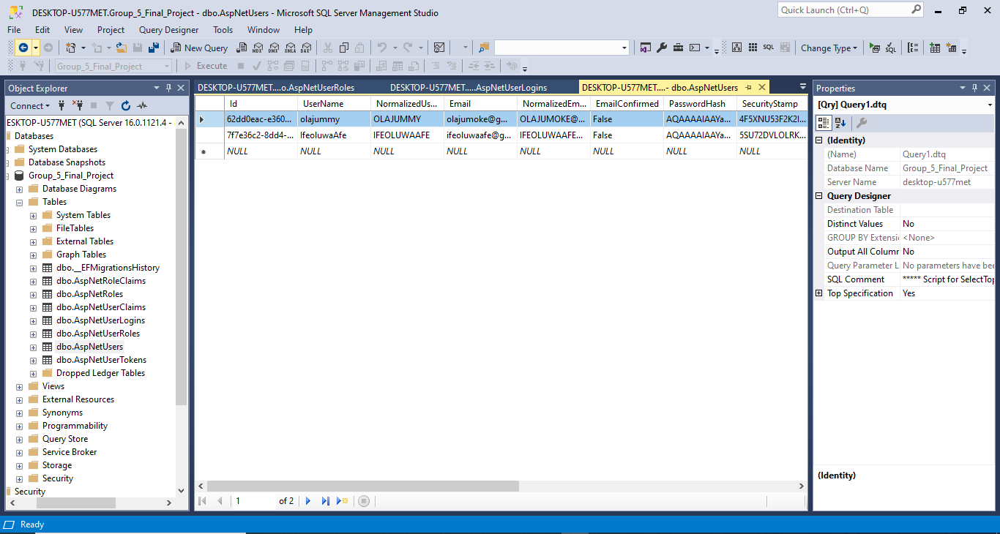 DESKTOP-U577MET.Group_5_Final_Project - dbo.AspNetUsers - Microsoft SQL Server Management Studio
Quick Launch (Ctrl+Q)
File Edit View Project Query Designer Tools Window Help
New Query MDX DMX XMLA DAX SQL Change Type SQL
Group_5_Final_Project Execute
Object Explorer
Connect
ESKTOP-U577MET (SQL Server 16.0.1121.4 -
Databases
System Databases
Database Snapshots
Group_5_Final_Project
Database Diagrams
Tables
System Tables
FileTables
External Tables
Graph Tables
dbo.__EFMigrationsHistory
dbo.AspNetRoleClaims
dbo.AspNetRoles
dbo.AspNetUserClaims
dbo.AspNetUserLogins
dbo.AspNetUserRoles
dbo.AspNetUsers
dbo.AspNetUserTokens
Dropped Ledger Tables
Views
External Resources
Synonyms
Programmability
Query Store
Service Broker
Storage
Security
Security
DESKTOP-U577MET....o.AspNetUserRoles DESKTOP-U577MET....AspNetUserLogins DESKTOP-U577MET....- dbo.AspNetUsers
Id UserName NormalizedUs... Email NormalizedEm... EmailConfirmed PasswordHash SecurityStamp
62dd0eac-e360... olajummy OLAJUMMY olajumoke@g... OLAJUMOKE@... False AQAAAAIAAYa... 4F5XNU53F2K2I...
7f7e36c2-8dd4-... IfeoluwaAfe IFEOLUWAAFE ifeoluwaafe@g... IFEOLUWAAFE... False AQAAAAIAAYa... 5SU72DVLOLRK...
NULL NULL NULL NULL NULL NULL NULL NULL
1 of 2
Properties
[Qry] Query1.dtq
(Identity)
(Name) Query1.dtq
Database Name Group_5_Final_Project
Server Name desktop-u577met
Query Designer
Destination Table
Distinct Values No
GROUP BY Extensi <None>
Output All Column No
Query Parameter L No parameters have bee
SQL Comment ***** Script for SelectTop
Top Specification Yes
(Identity)
Ready